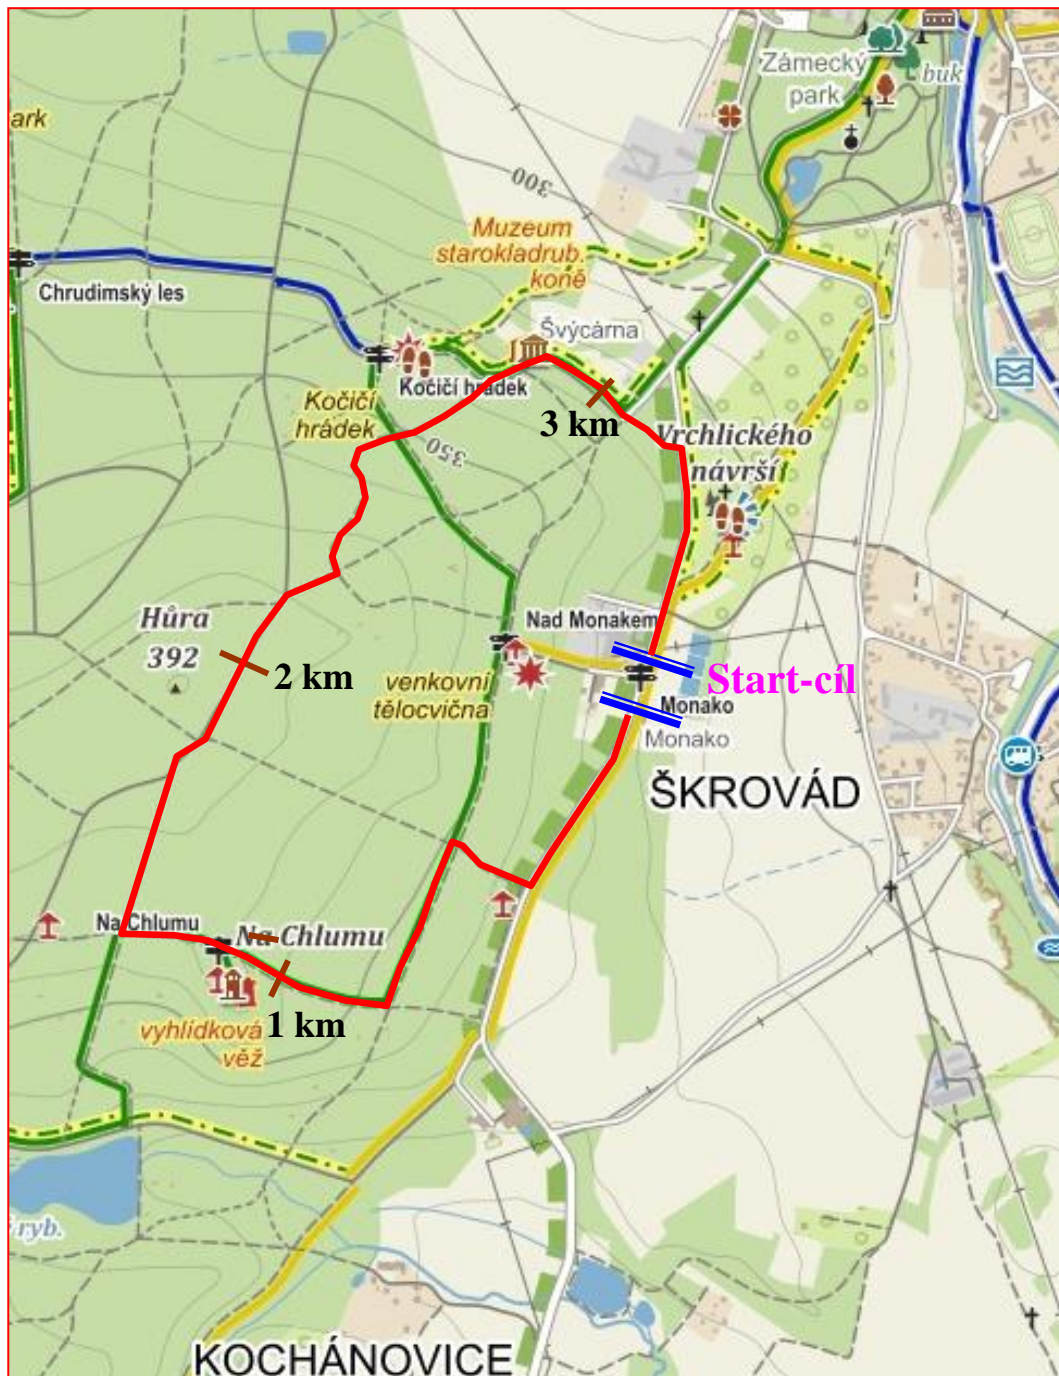 Zámecký
park
buk
ark
300
Muzeum
starokladrub.
koně
Chrudimský les
Švýcárna
Kočičí hrádek
Kočičí
hrádek
3 km
350
Vrchlického
návrší
Hůra
392
Nad Monakem
2 km
venkovní
tělocvična
Start-cíl
Monako
Monako
ŠKROVÁD
Na Chlumu
Na Chlumu
1 km
vyhlídková
věž
ryb.
KOCHÁNOVICE